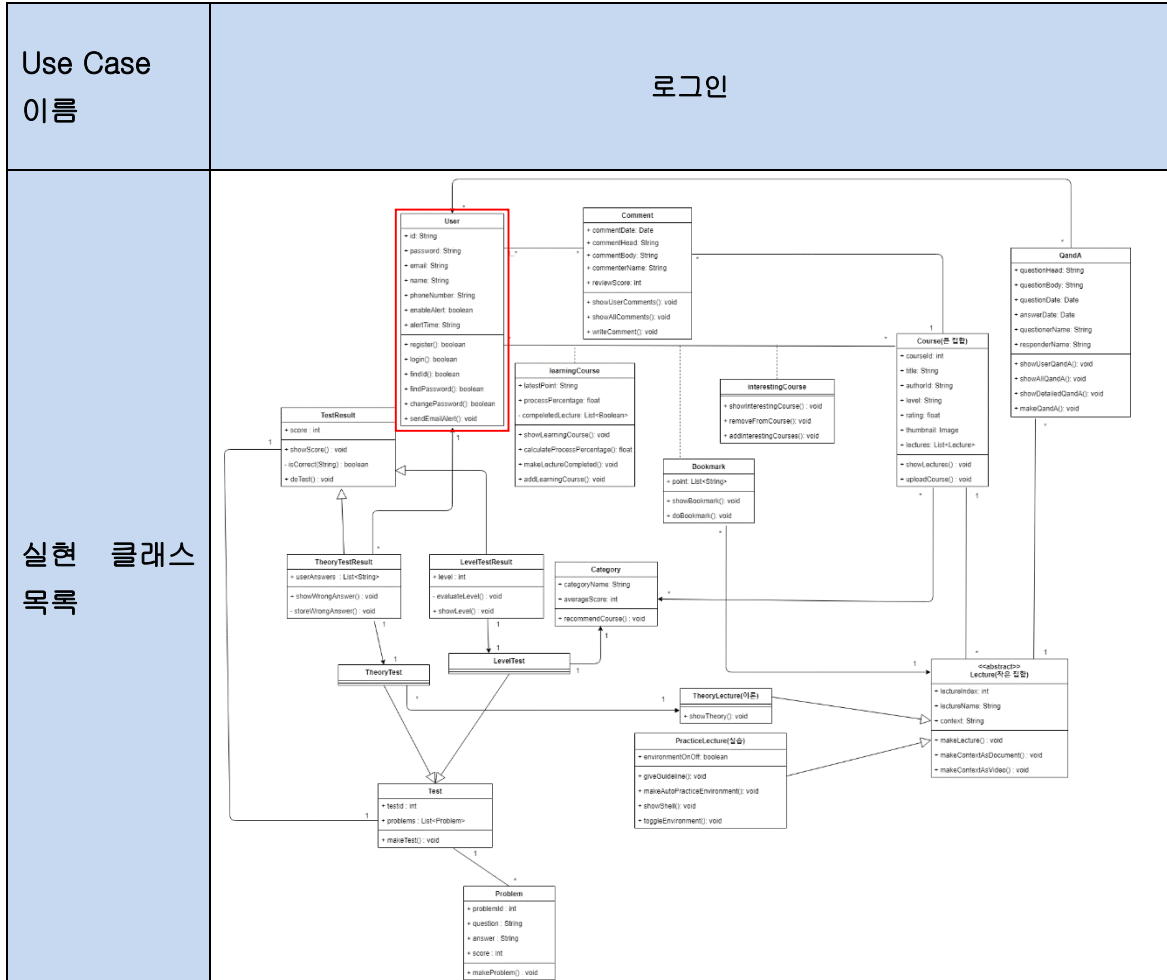 Use Case
이름
로그인
실현 클래스
목록
User
+ id: String
+ password: String
+ email: String
+ name: String
+ phoneNumber: String
+ enableAlert: boolean
+ alertTime: String
+ register(): boolean
+ login(): boolean
+ findId(): boolean
+ findPassword(): boolean
+ changePassword(): boolean
+ sendEmailAlert(): void
Comment
+ commentDate: Date
+ commentHead: String
+ commentBody: String
+ commenterName: String
+ reviewScore: int
+ showUserComments(): void
+ showAllComments(): void
+ writeComment(): void
QandA
+ questionHead: String
+ questionBody: String
+ questionDate: Date
+ answerDate: Date
+ questionerName: String
+ responderName: String
+ showUserQandA(): void
+ showAllQandA(): void
+ showDetailedQandA(): void
+ makeQandA(): void
Course(큰 집합)
+ courseId: int
+ title: String
+ authorId: String
+ level: String
+ rating: float
+ thumbnail: Image
+ lectures: List<Lecture>
+ showLectures(): void
+ uploadCourse(): void
learningCourse
+ latestPoint: String
+ processPercentage: float
- compeletedLecture: List<Boolean>
+ showLearningCourse(): void
+ calculateProcessPercentage(): float
+ makeLectureCompleted(): void
+ addLearningCourse(): void
interestingCourse
+ showInterestingCourse() : void
+ removeFromCourse(): void
+ addInterestingCourses(): void
Bookmark
+ point: List<String>
+ showBookmark(): void
+ doBookmark(): void
TestResult
+ score : int
+ showScore() : void
- isCorrect(String) : boolean
+ doTest() : void
TheoryTestResult
+ userAnswers : List<String>
+ showWrongAnswer() : void
- storeWrongAnswer() : void
LevelTestResult
+ level : int
- evaluateLevel() : void
+ showLevel() : void
Category
+ categoryName: String
+ averageScore: int
+ recommendCourse() : void
TheoryTest
LevelTest
TheoryLecture(이론)
+ showTheory(): void
PracticeLecture(실습)
+ environmentOnOff: boolean
+ giveGuideline(): void
+ makeAutoPracticeEnvironment(): void
+ showShell(): void
+ toggleEnvironment(): void
<<abstract>>
Lecture(작은 집합)
+ lectureIndex: int
+ lectureName: String
+ context: String
+ makeLecture() : void
+ makeContextAsDocument(): void
+ makeContextAsVideo() : void
Test
+ testId : int
+ problems : List<Problem>
+ makeTest() : void
Problem
+ problemId : int
+ question : String
+ answer : String
+ score : int
+ makeProblem() : void